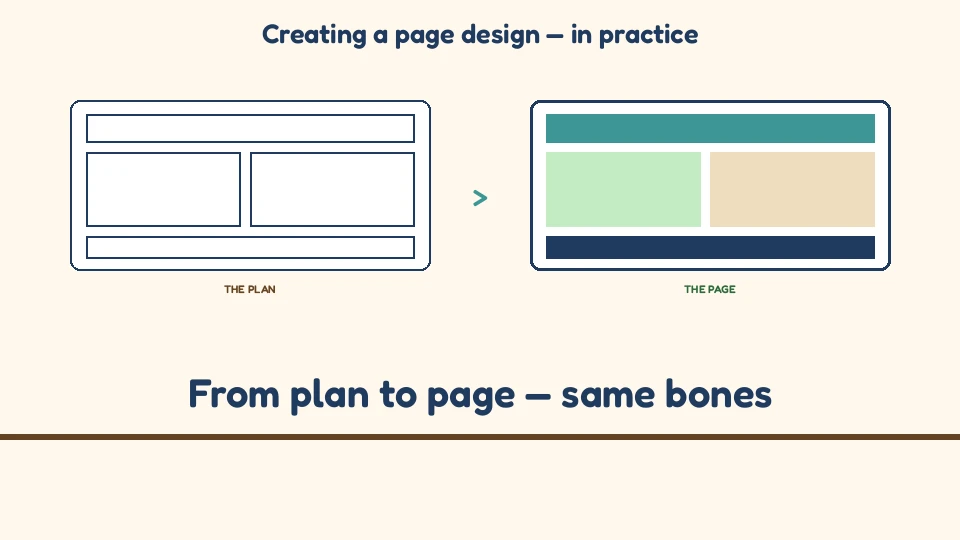 Creating a page design — in practice
>
THE PLAN
THE PAGE
From plan to page — same bones